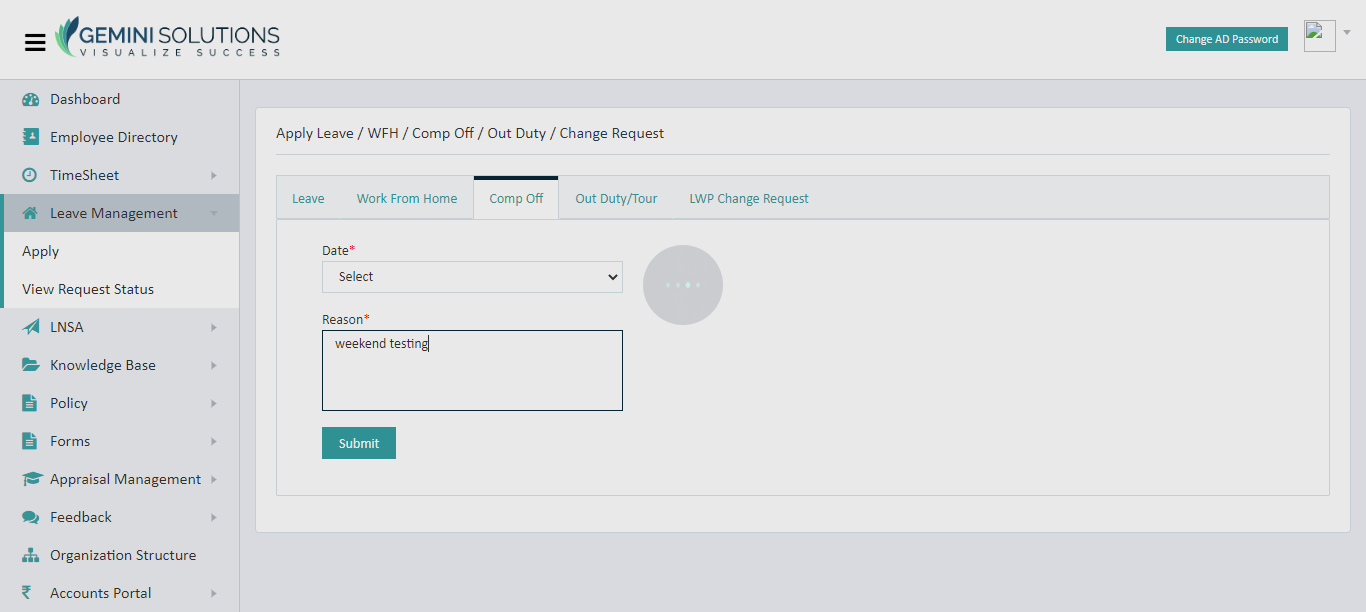 GEMINI SOLUTIONS
VISUALIZE SUCCESS
Change AD Password
Dashboard
Employee Directory
TimeSheet
Leave Management
Apply
View Request Status
LNSA
Knowledge Base
Policy
Forms
Appraisal Management
Feedback
Organization Structure
Accounts Portal
Apply Leave / WFH / Comp Off / Out Duty / Change Request
Leave Work From Home Comp Off Out Duty/Tour LWP Change Request
Date*
Select
Reason*
weekend testing
Submit